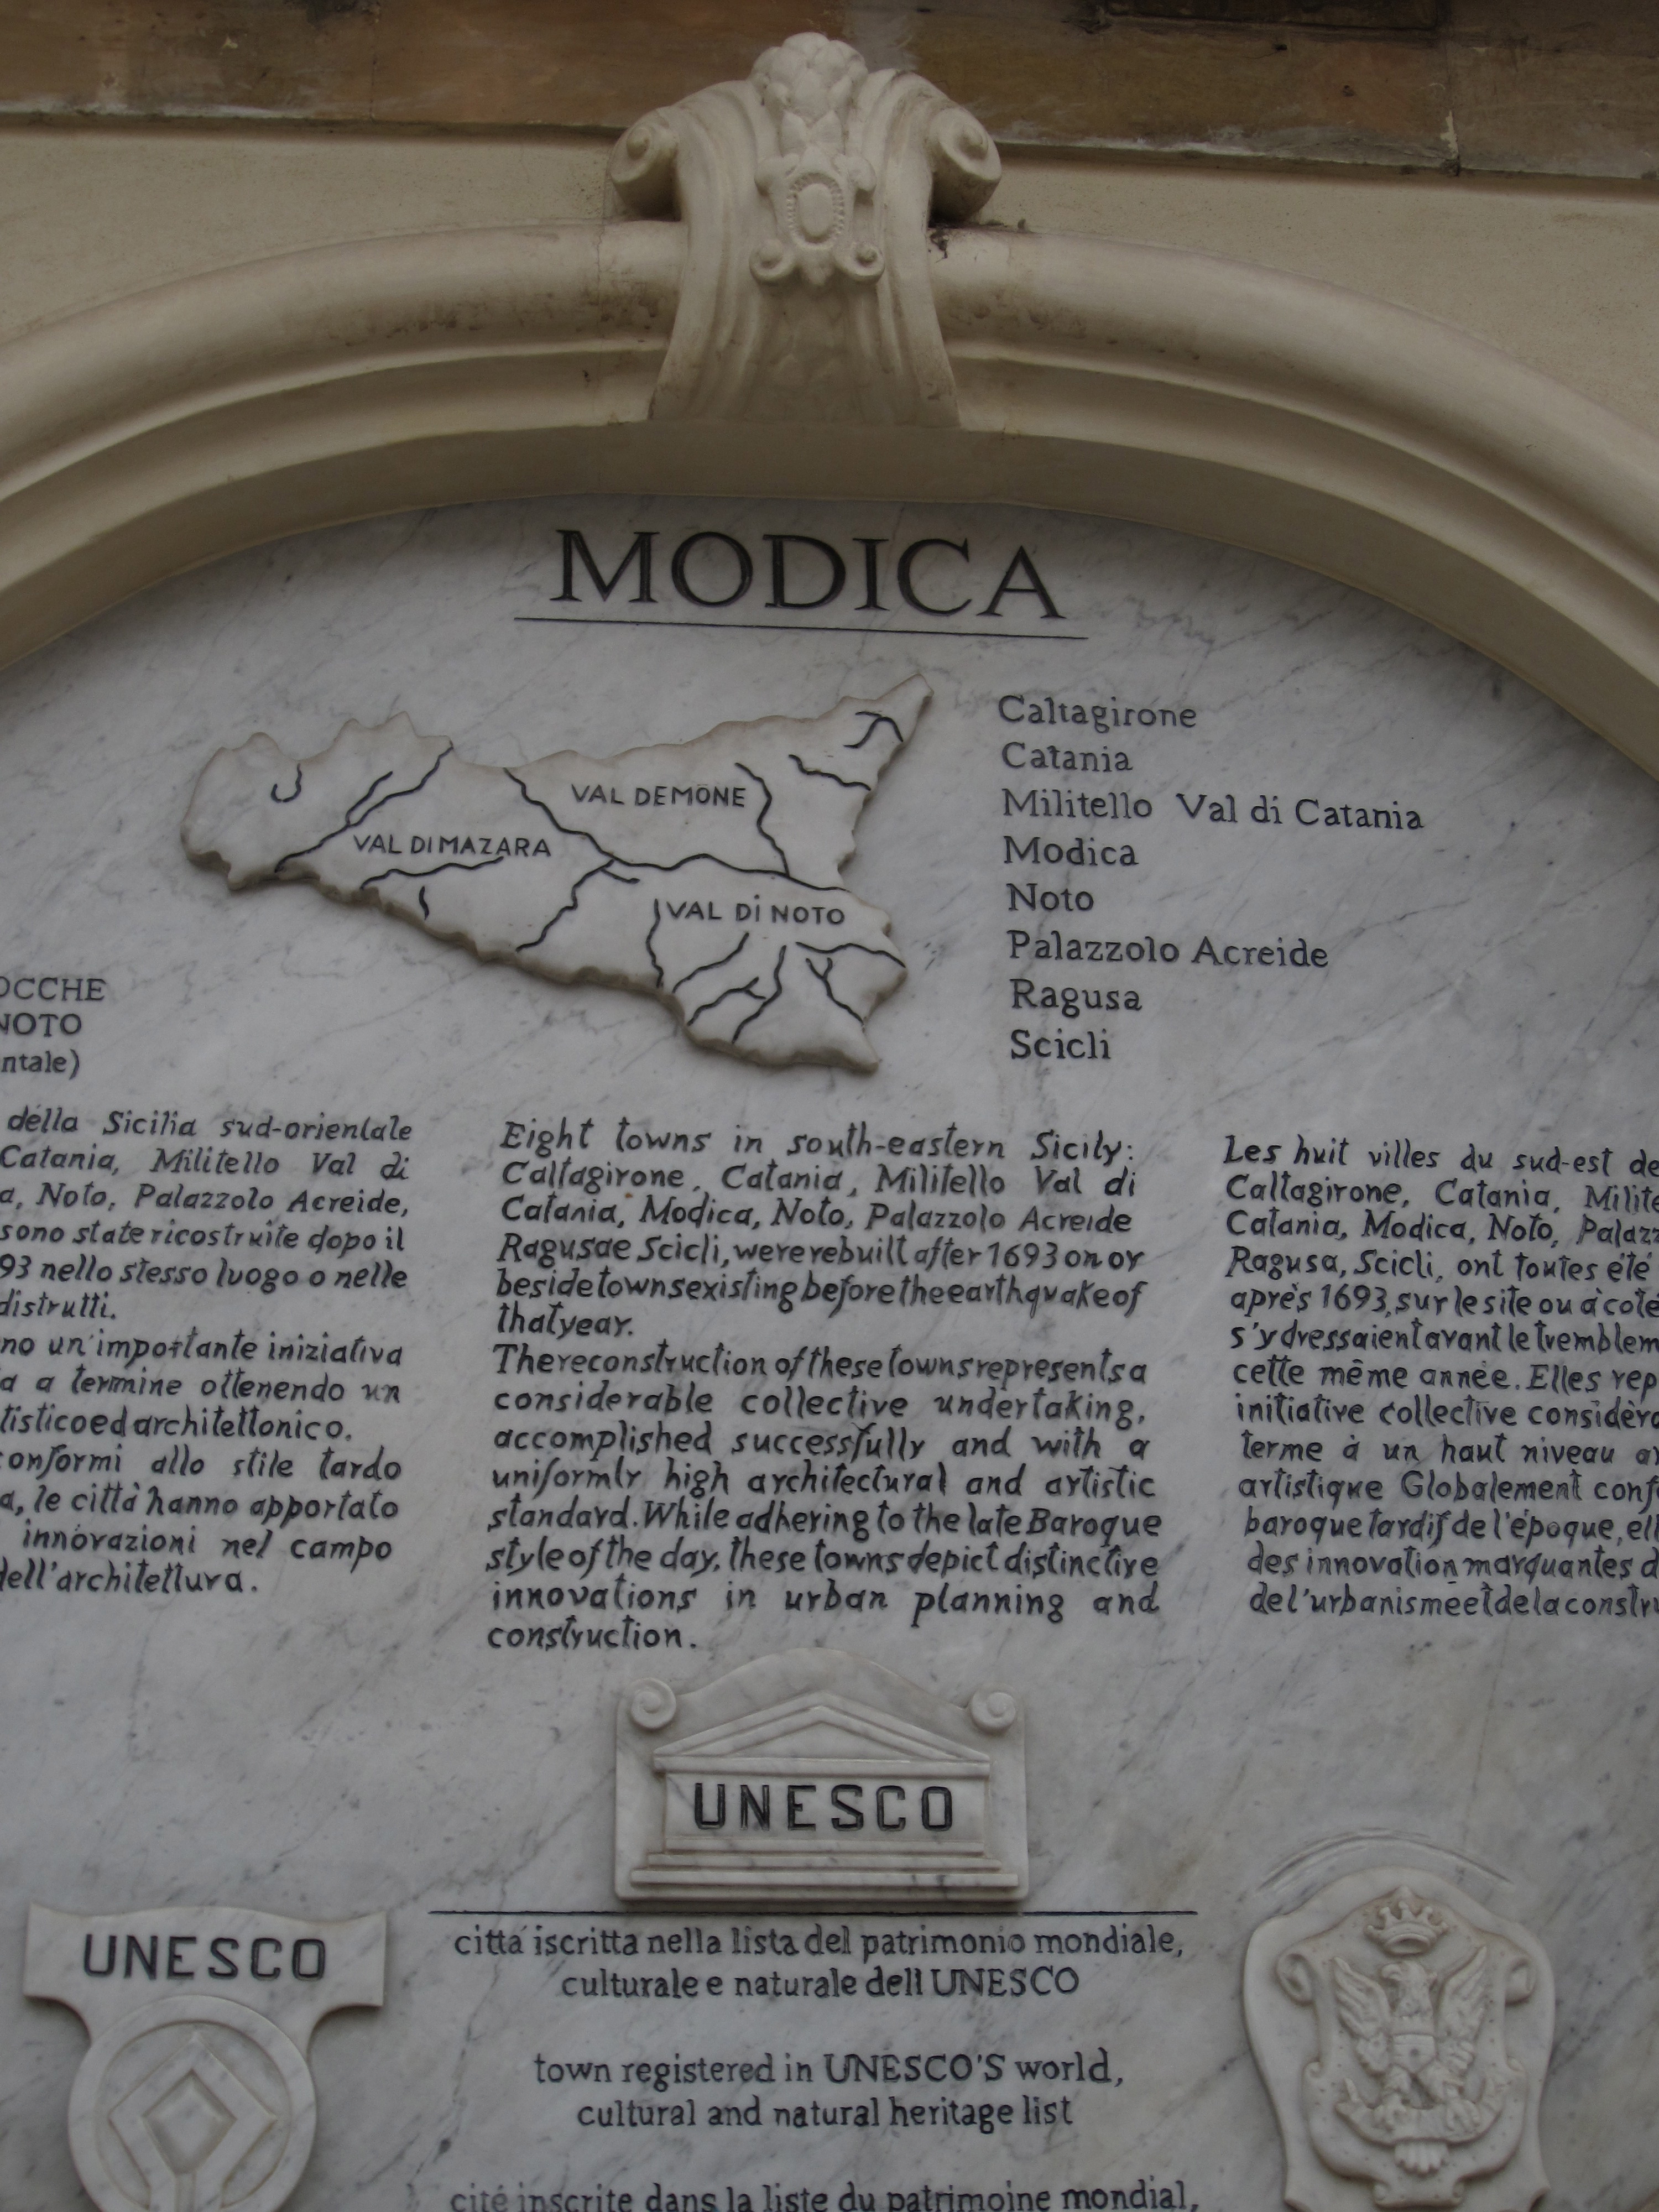 MODICA
VAL DEMONE
VAL DI MAZARA
VAL Di NOTO
Caltagirone
Catania
Militello Val di Catania
Modica
Noto
Palazzolo Acreide
Ragusa
Scicli
OCCHE
NOTO
ntale)
della Sicilia sud-orientale
Catania, Militello Val di
a, Noto, Palazzolo Acreide,
sono state ricostruite dopo il
93 nello stesso luogo o nelle
distrutti.
no un'importante iniziativa
a a termine ottenendo un
tistico ed architettonico.
conformi allo stile tardo
a, le città hanno apportato
innovazioni nel campo
dell'architettura.
Eight towns in south-eastern Sicily:
Caltagirone, Catania, Militello Val di
Catania, Modica, Noto, Palazzolo Acreide
Ragusa e Scicli, were rebuilt after 1693 on or
beside towns existing before the earthquake of
that year.
The reconstruction of these towns represents a
considerable collective undertaking,
accomplished successfully and with a
uniformly high architectural and artistic
standard. While adhering to the late Baroque
style of the day, these towns depict distinctive
innovations in urban planning and
construction.
Les huit villes du sud-est de
Caltagirone, Catania, Milite
Catania, Modica, Noto, Palazz
Ragusa, Scicli, ont toutes été
après 1693, sur le site ou à coté
s'y dressaient avant le tremblem
cette même année. Elles rep
initiative collective considéra
terme à un haut niveau ar
artistique Globalement conf
baroque tardif de l'époque, ell
des innovation marquantes d
de l'urbanisme et de la constru
UNESCO
cittá iscritta nella lista del patrimonio mondiale,
culturale e naturale dell UNESCO
town registered in UNESCO'S world,
cultural and natural heritage list
cité inscrite dans la liste du patrimoine mondial,
UNESCO